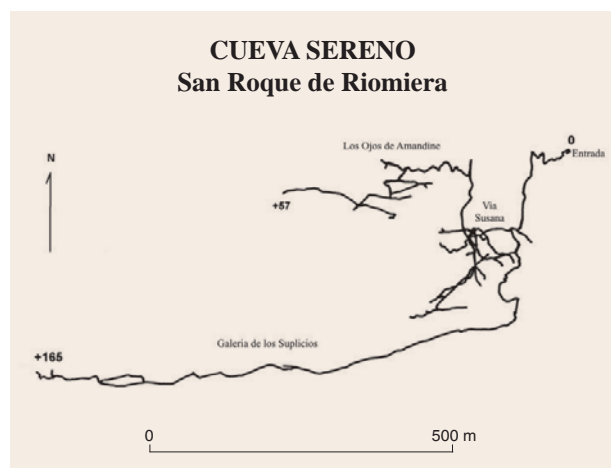 CUEVA SERENO
San Roque de Riomiera
N
Los Ojos de Amandine
0
Entrada
+57
Via
Susana
Galería de los Suplicios
+165
0 500 m